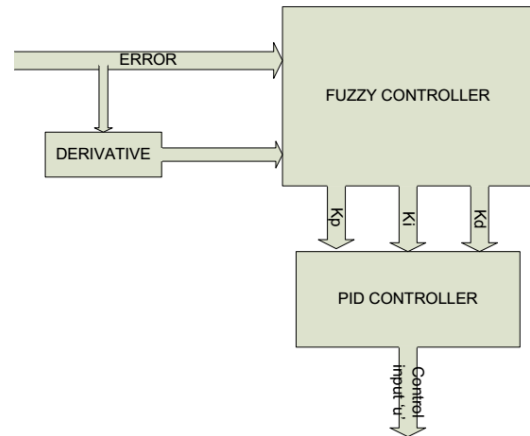 ERROR
FUZZY CONTROLLER
DERIVATIVE
Kp
Ki
Kd
PID CONTROLLER
Control
input 'u'